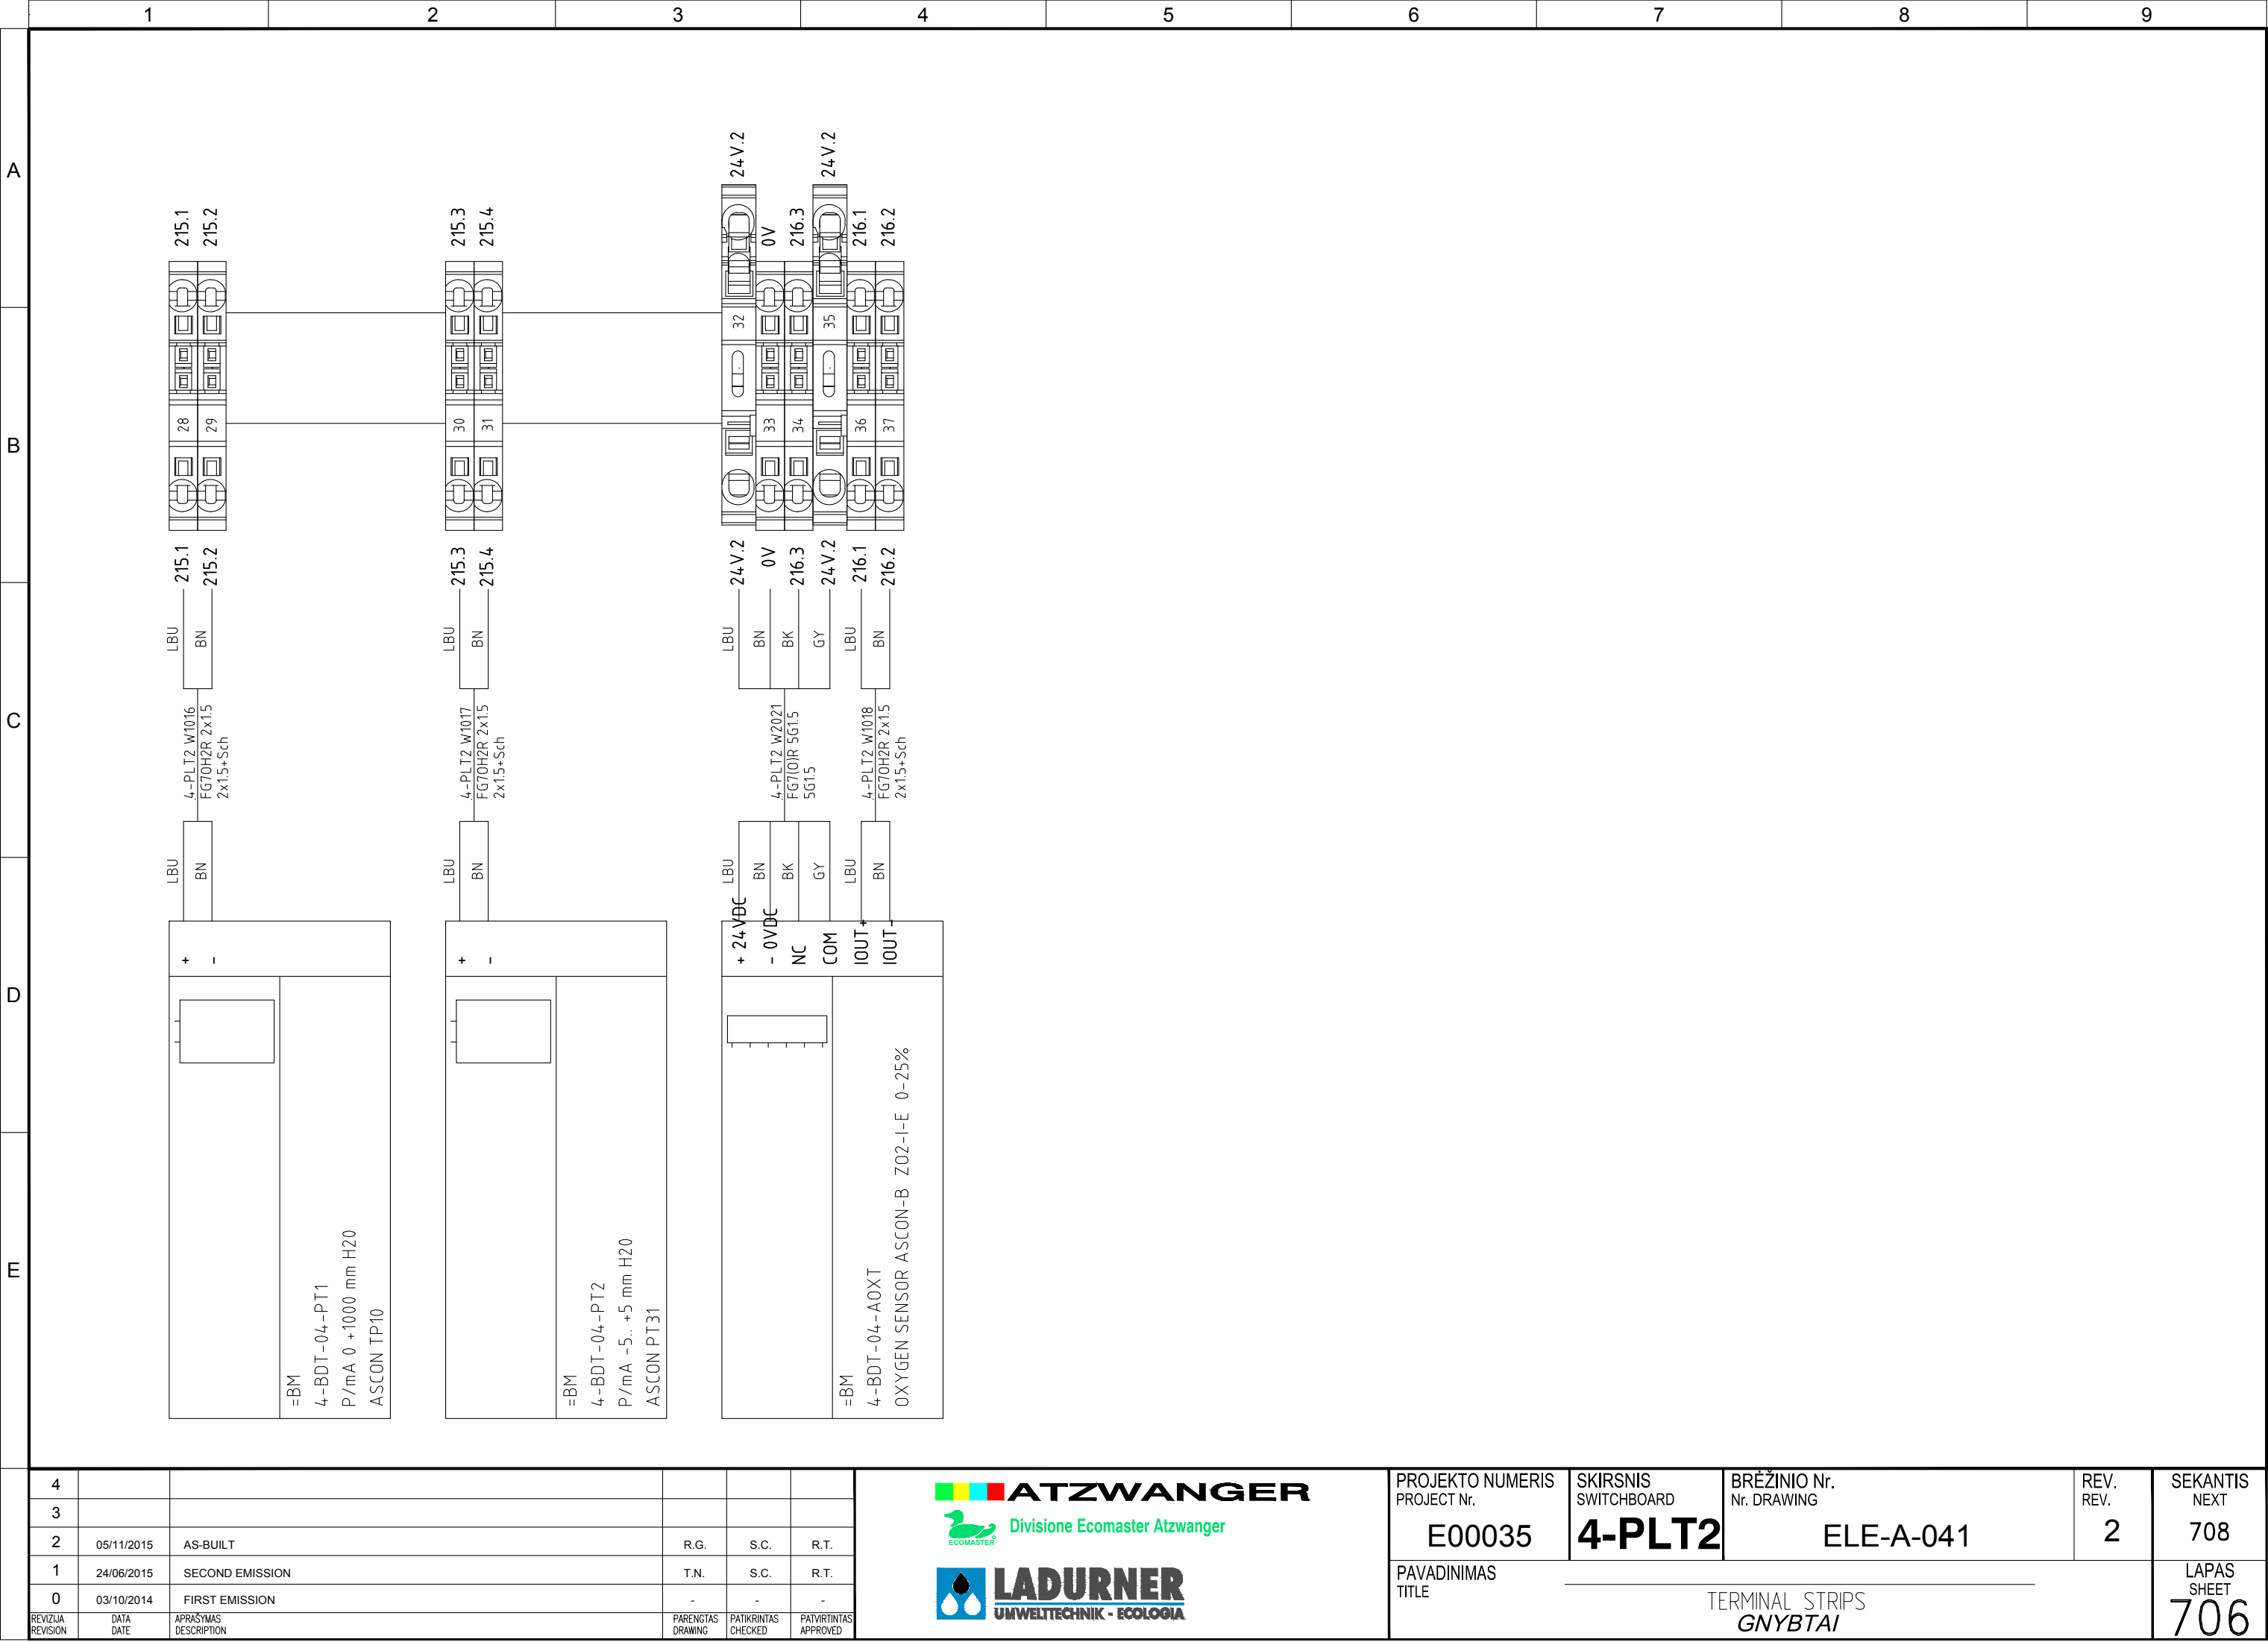 1 2 3 4 5 6 7 8 9
A
B
C
D
E
215.1
215.2
215.3
215.4
24V.2
0V
216.3
24V.2
216.1
216.2
32
35
28
29
30
31
33
34
36
37
215.1
215.2
215.3
215.4
24V.2
0V
216.3
24V.2
216.1
216.2
LBU
BN
LBU
BN
LBU
BN
BK
GY
LBU
BN
4-PLT2 W1016
FG7OH2R 2x1.5
2x1.5+Sch
4-PLT2 W1017
FG7OH2R 2x1.5
2x1.5+Sch
4-PLT2 W2021
FG7(O)R 5G1.5
5G1.5
4-PLT2 W1018
FG7OH2R 2x1.5
2x1.5+Sch
LBU
BN
LBU
BN
LBU
BN
BK
GY
LBU
BN
+
-
+
-
+ 24VDC
- 0VDC
NC
COM
IOUT+
IOUT-
=BM
4-BDT-04-PT1
P/mA 0 +1000 mm H20
ASCON TP10
=BM
4-BDT-04-PT2
P/mA -5.. +5 mm H20
ASCON PT31
=BM
4-BDT-04-AOXT
OXYGEN SENSOR ASCON-B ZO2-I-E 0-25%
4
3
2 05/11/2015 AS-BUILT R.G. S.C. R.T.
1 24/06/2015 SECOND EMISSION T.N. S.C. R.T.
0 03/10/2014 FIRST EMISSION - - -
REVIZIJA DATA APRAŠYMAS PARENGTAS PATIKRINTAS PATVIRTINTAS
REVISION DATE DESCRIPTION DRAWING CHECKED APPROVED
ATZWANGER
Divisione Ecomaster Atzwanger
ECOMASTER
LADURNER
UMWELTTECHNIK - ECOLOGIA
PROJEKTO NUMERIS
PROJECT Nr.
E00035
SKIRSNIS
SWITCHBOARD
4-PLT2
BRĖŽINIO Nr.
Nr. DRAWING
ELE-A-041
REV.
REV.
2
SEKANTIS
NEXT
708
PAVADINIMAS
TITLE
TERMINAL STRIPS
GNYBTAI
LAPAS
SHEET
706